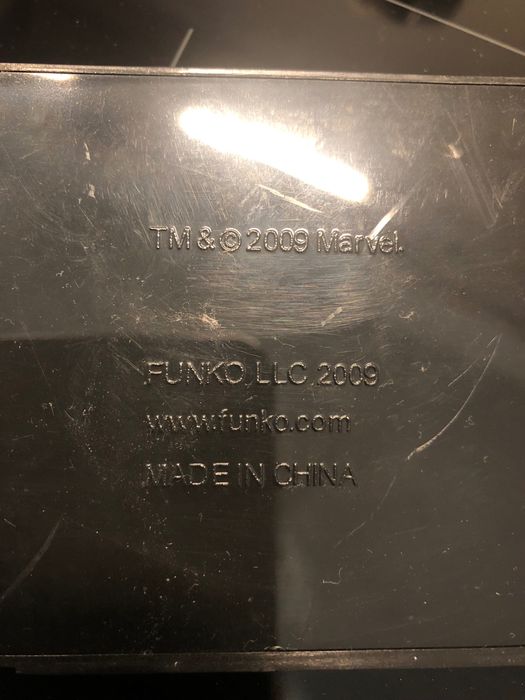 TM & © 2009 Marvel.
FUNKO, LLC 2009
www.funko.com
MADE IN CHINA